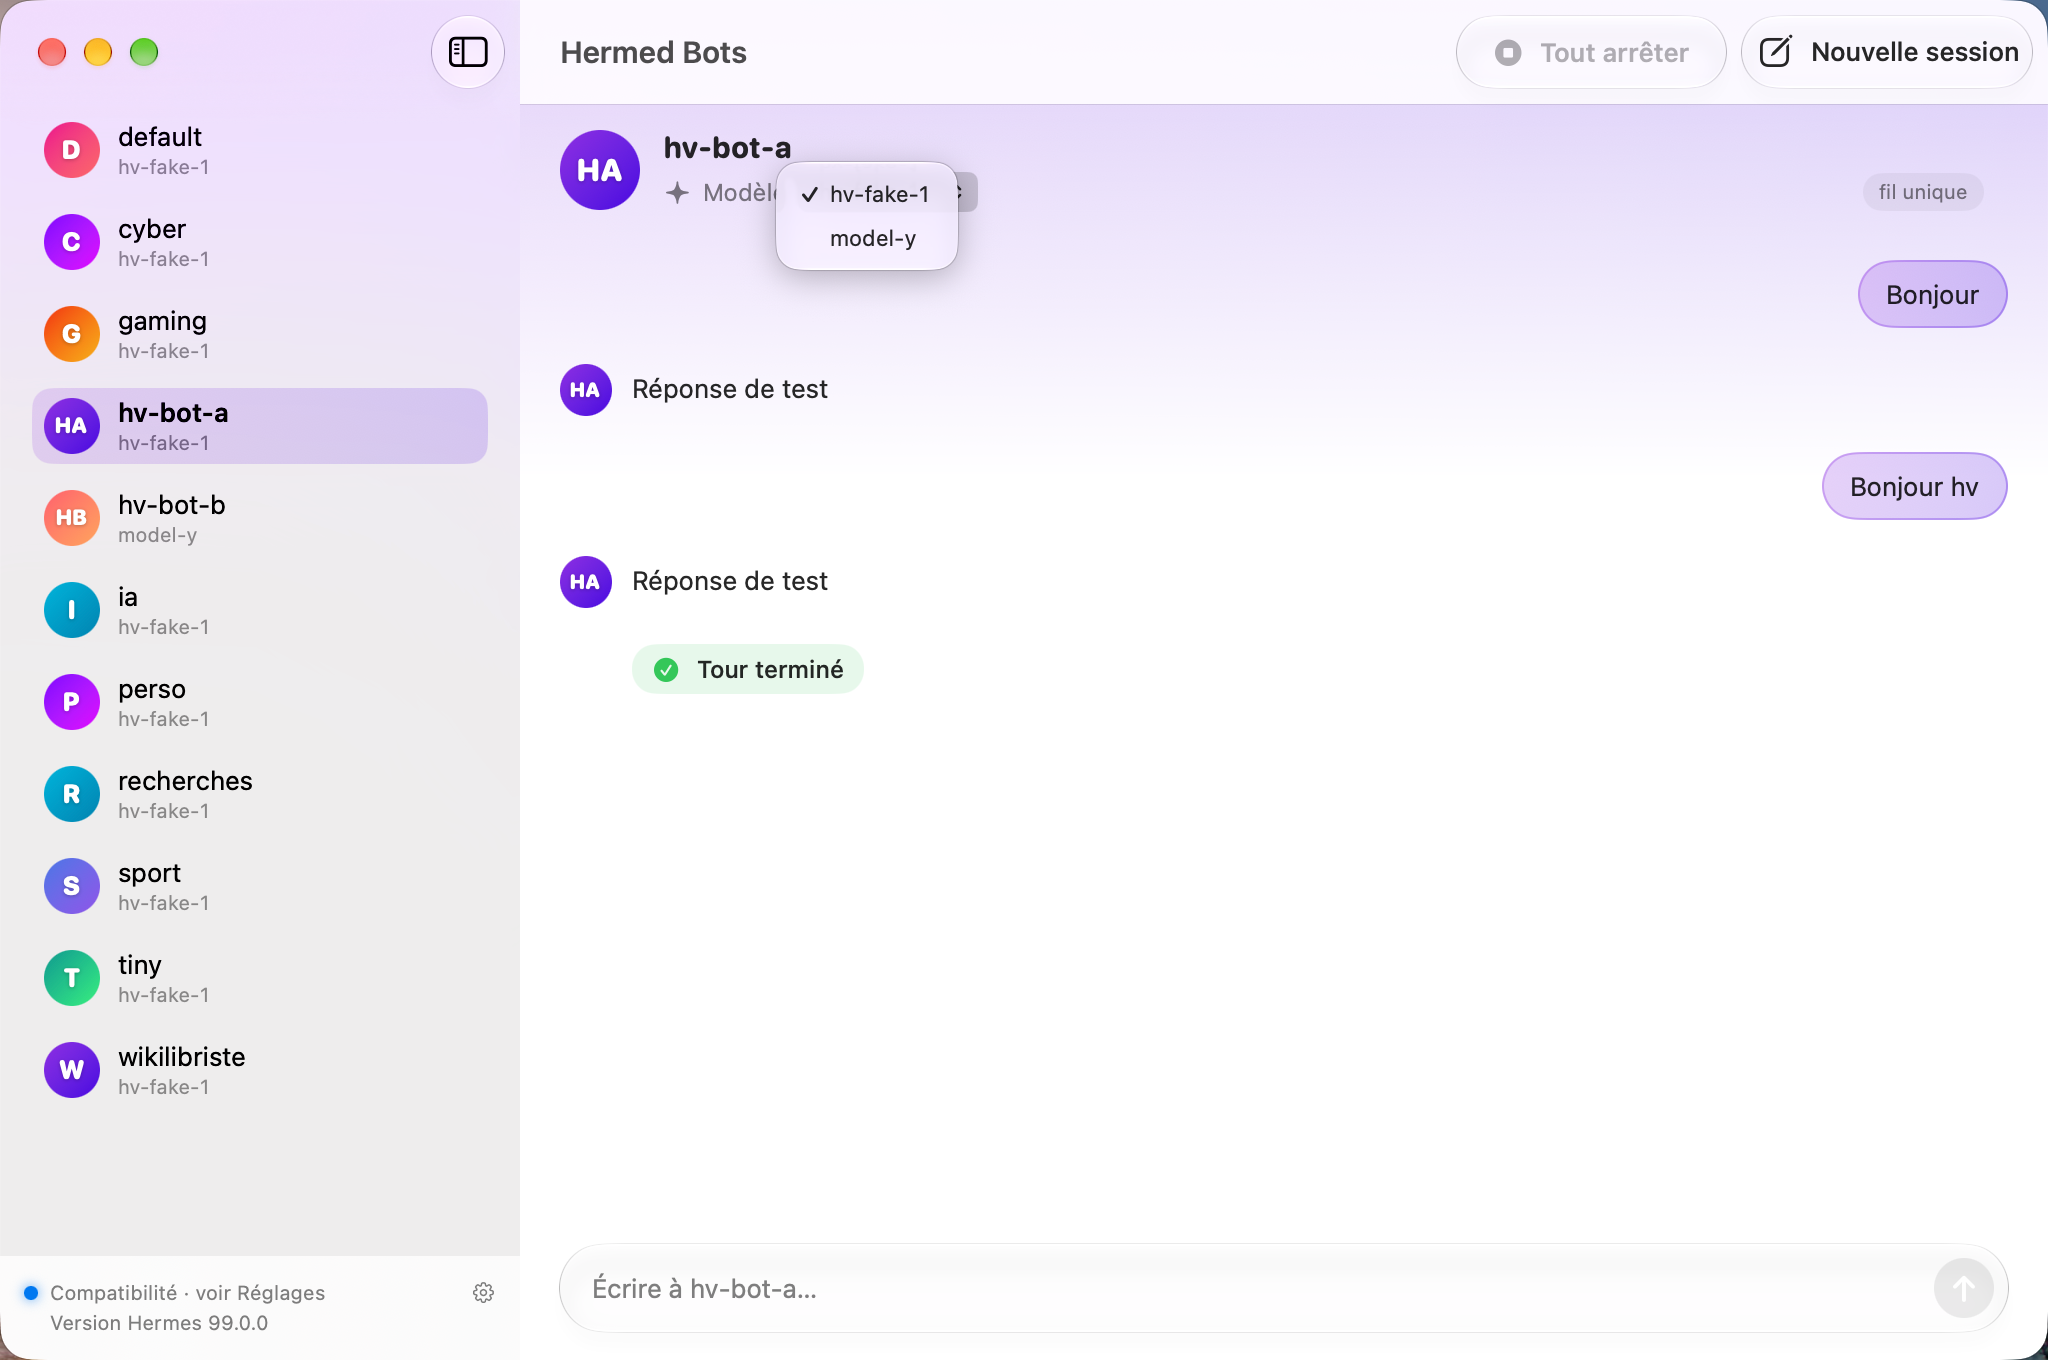 Hermed Bots
Tout arrêter
Nouvelle session
D
default
hv-fake-1
C
cyber
hv-fake-1
G
gaming
hv-fake-1
HA
hv-bot-a
hv-fake-1
HB
hv-bot-b
model-y
I
ia
hv-fake-1
P
perso
hv-fake-1
R
recherches
hv-fake-1
S
sport
hv-fake-1
T
tiny
hv-fake-1
W
wikilibriste
hv-fake-1
Compatibilité · voir Réglages
Version Hermes 99.0.0
HA
hv-bot-a
Modèle
✓ hv-fake-1
model-y
fil unique
Bonjour
HA
Réponse de test
Bonjour hv
HA
Réponse de test
Tour terminé
Écrire à hv-bot-a...